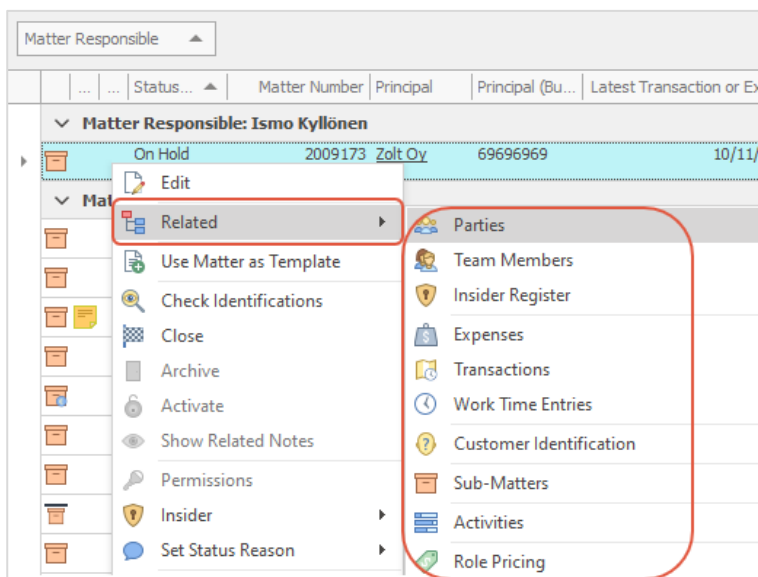 Matter Responsible
... ... Status... Matter Number Principal Principal (Bu... Latest Transaction or Ex
Matter Responsible: Ismo Kyllönen
On Hold 2009173 Zolt Oy 69696969 10/11/
Mat
Edit
Related
Use Matter as Template
Check Identifications
Close
Archive
Activate
Show Related Notes
Permissions
Insider
Set Status Reason
Parties
Team Members
Insider Register
Expenses
Transactions
Work Time Entries
Customer Identification
Sub-Matters
Activities
Role Pricing